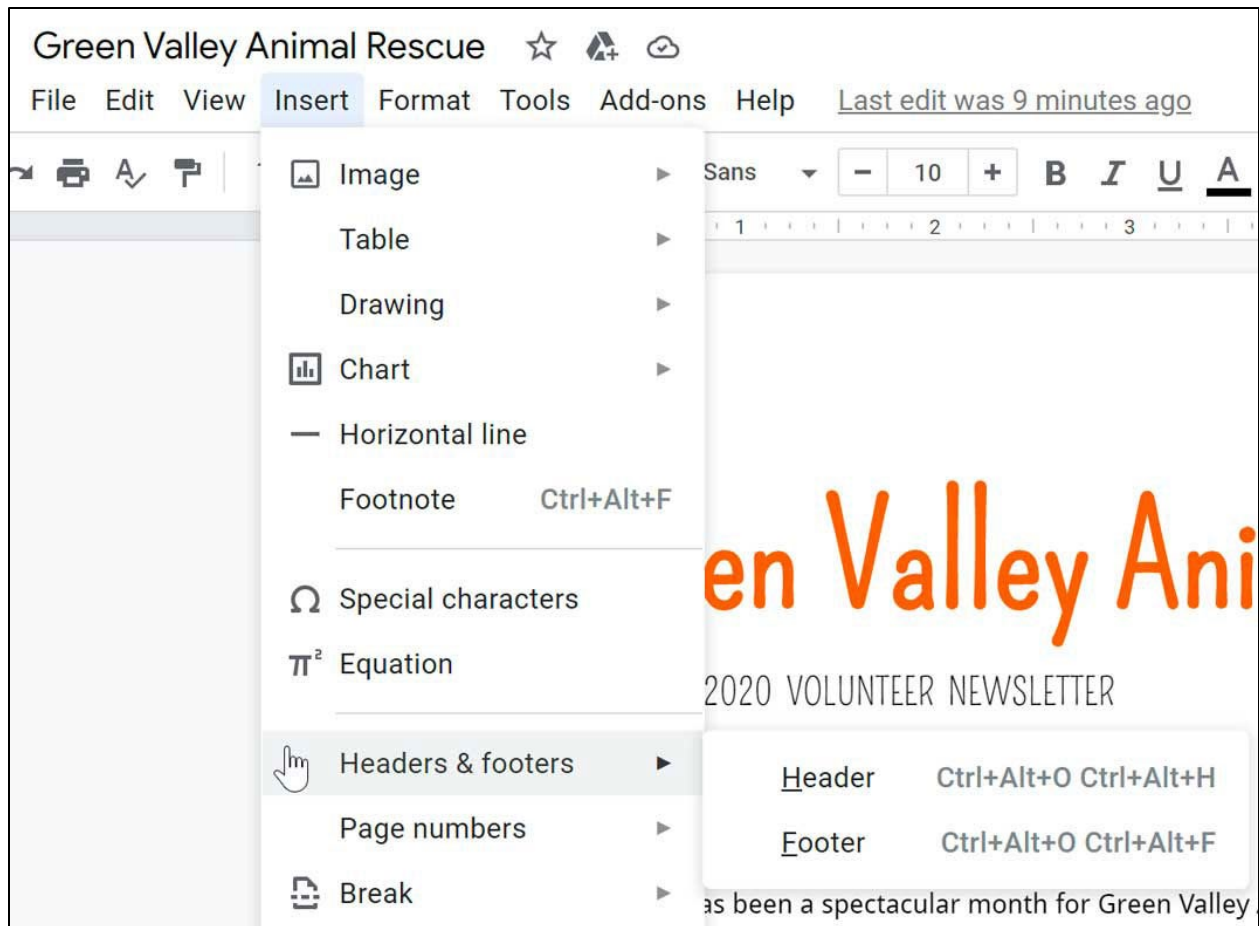 Green Valley Animal Rescue
File Edit View Insert Format Tools Add-ons Help Last edit was 9 minutes ago
Sans 10 B I U A
1 2 3
Image
Table
Drawing
Chart
Horizontal line
Footnote Ctrl+Alt+F
Ω Special characters
π² Equation
Headers & footers
Page numbers
Break
en Valley Ani
2020 VOLUNTEER NEWSLETTER
Header Ctrl+Alt+O Ctrl+Alt+H
Footer Ctrl+Alt+O Ctrl+Alt+F
as been a spectacular month for Green Valley